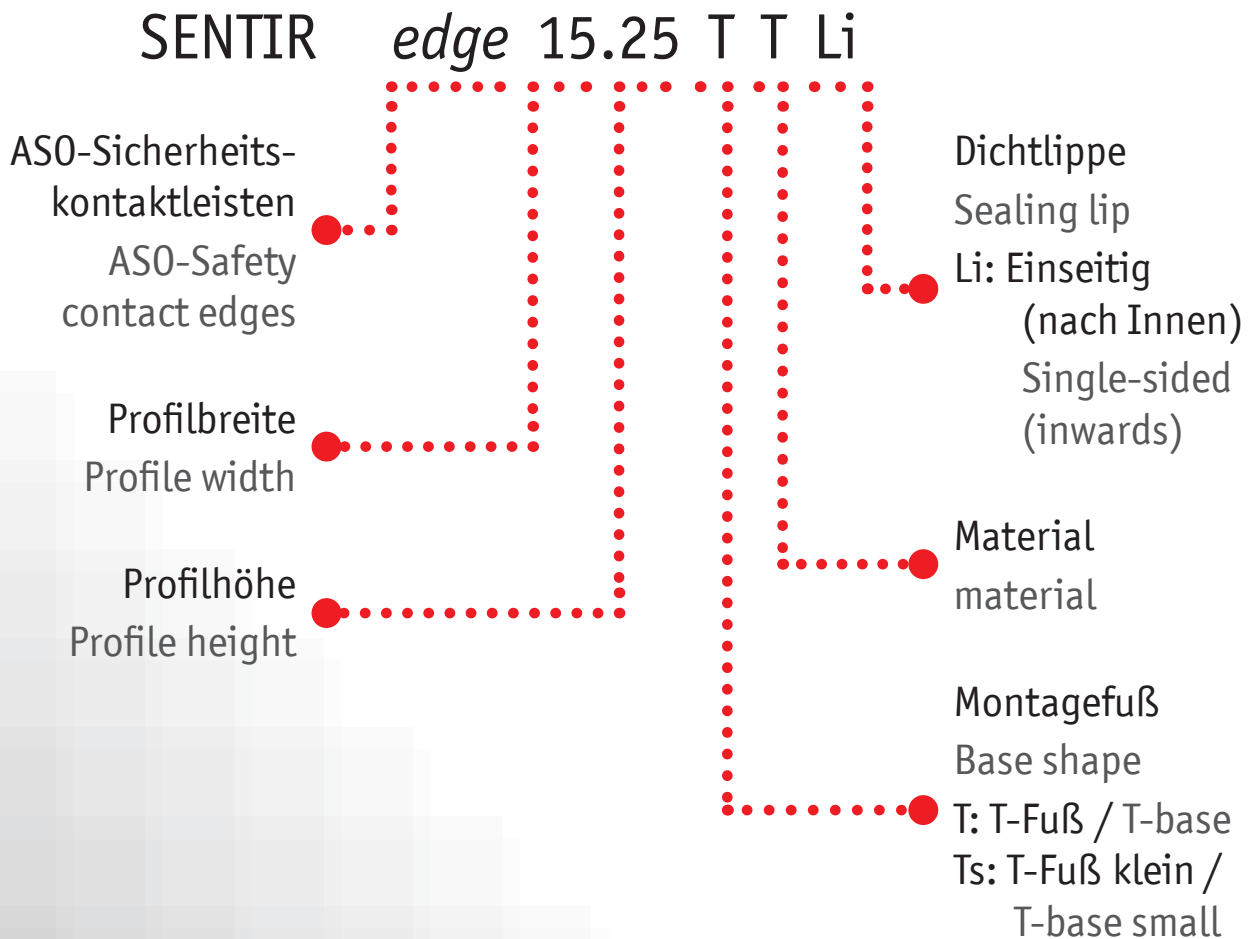 SENTIR edge 15.25 T T Li
ASO-Sicherheits-
kontaktleisten
ASO-Safety
contact edges
Profilbreite
Profile width
Profilhöhe
Profile height
Dichtlippe
Sealing lip
Li: Einseitig
(nach Innen)
Single-sided
(inwards)
Material
material
Montagefuß
Base shape
T: T-Fuß / T-base
Ts: T-Fuß klein /
T-base small